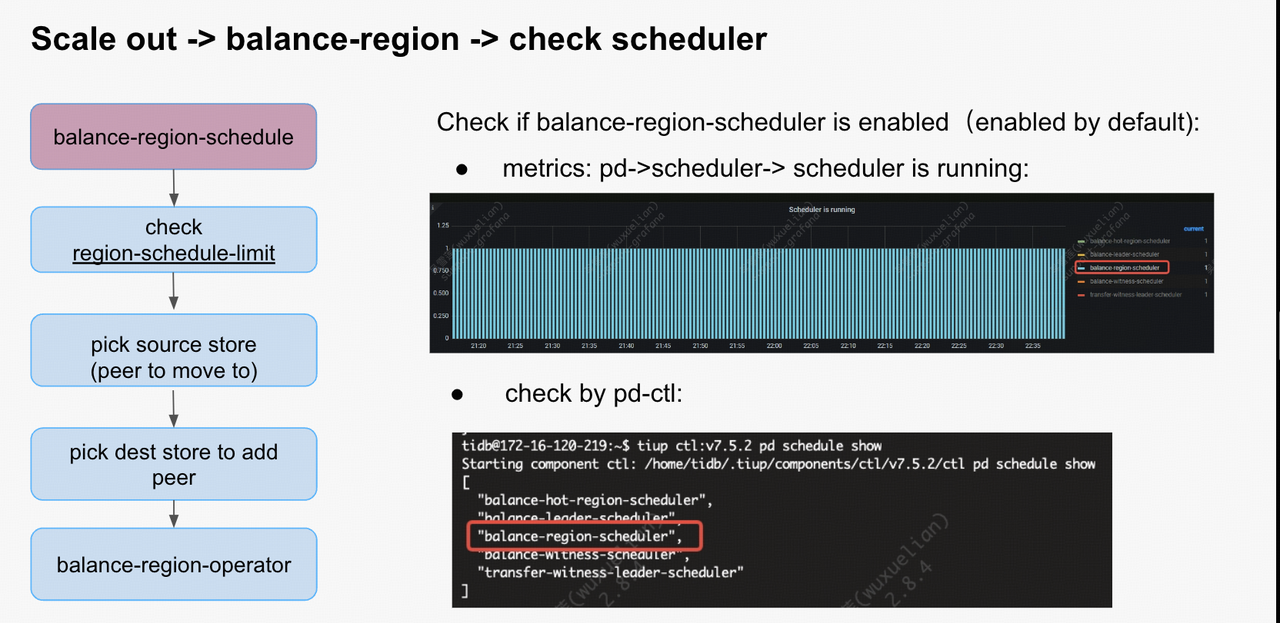 Scale out -> balance-region -> check scheduler
balance-region-schedule
check
region-schedule-limit
pick source store
(peer to move to)
pick dest store to add
peer
balance-region-operator
Check if balance-region-scheduler is enabled（enabled by default):
● metrics: pd->scheduler-> scheduler is running:
Scheduler is running
current
1.25
1
0.750
0.500
0.250
0
21:20 21:25 21:30 21:35 21:40 21:45 21:50 21:55 22:00 22:05 22:10 22:15 22:20 22:25 22:30 22:35
balance-hot-region-scheduler 1
balance-leader-scheduler 1
balance-region-scheduler 1
balance-witness-scheduler 1
transfer-witness-leader-scheduler 1
● check by pd-ctl:
tidb@172-16-120-219:~$ tiup ctl:v7.5.2 pd schedule show
Starting component ctl: /home/tidb/.tiup/components/ctl/v7.5.2/ctl pd schedule show
[
"balance-hot-region-scheduler",
"balance-leader-scheduler",
"balance-region-scheduler",
"balance-witness-scheduler",
"transfer-witness-leader-scheduler"
]
(wuxuelian)
2.8.4
(wuxuelian)
2.8.4